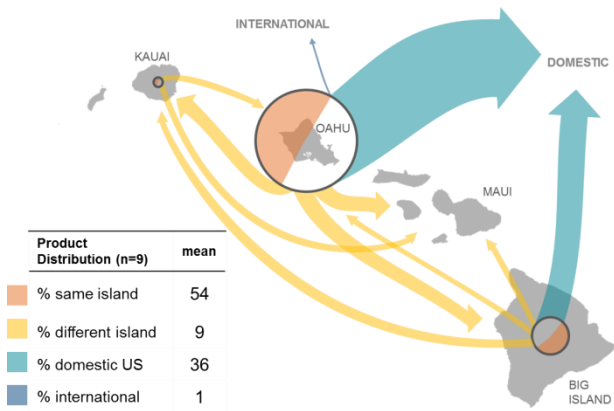 INTERNATIONAL
KAUAI
DOMESTIC
OAHU
MAUI
Product
Distribution (n=9) mean
% same island 54
% different island 9
% domestic US 36
% international 1
BIG
ISLAND